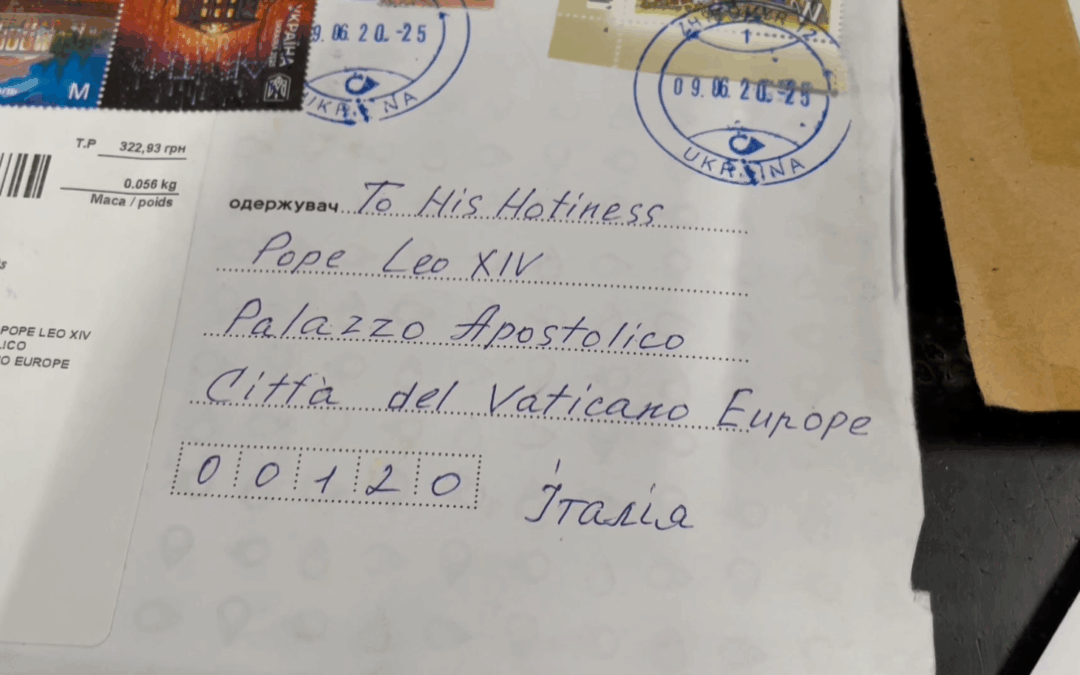 УКРАЇНА
M
9.06.20.-25
UKRAINA
09.06.20.-25
UKRAINA
Т.Р 322,93 грн
0.056 kg
Маса / poids
POPE LEO XIV
LICO
O EUROPE
одержувач To His Hotiness
Pope Leo XIV
Palazzo Apostolico
Città del Vaticano Europe
00120 Італія